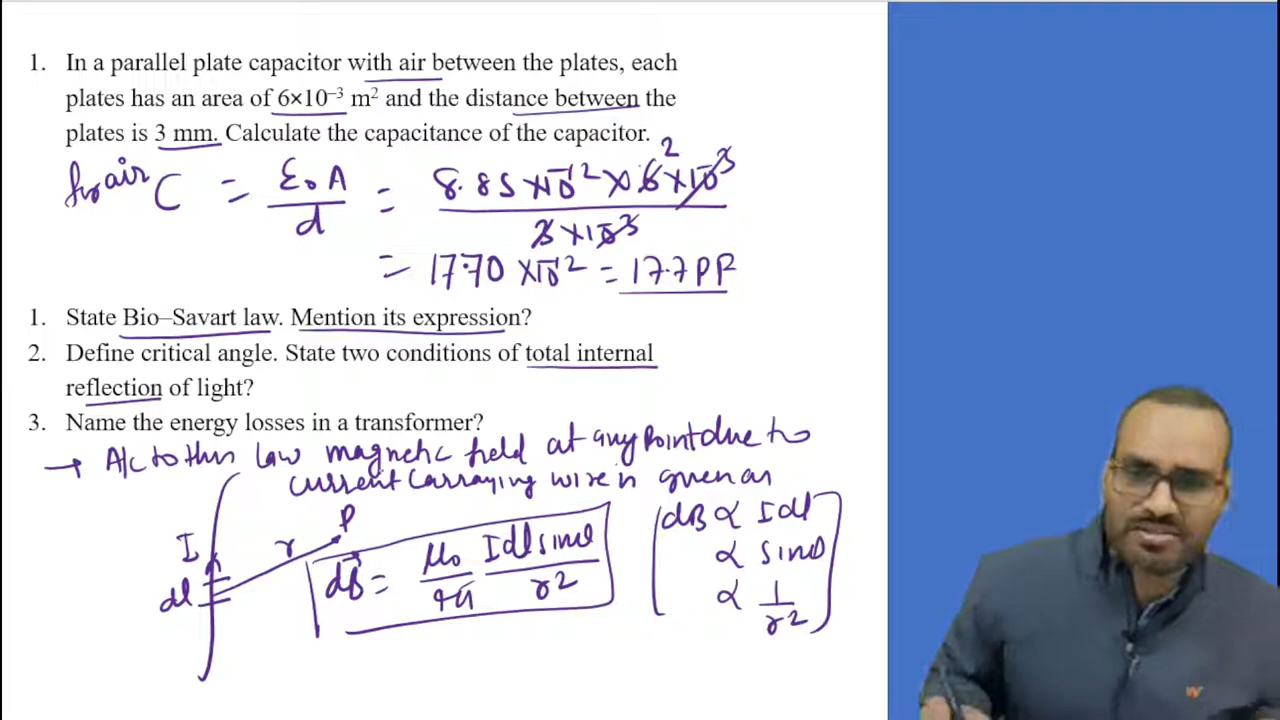 1. In a parallel plate capacitor with air between the plates, each
plates has an area of 6×10⁻³ m² and the distance between the
plates is 3 mm. Calculate the capacitance of the capacitor.
for air C = ε₀A / d = 8.85 × 10⁻¹² × 6 × 10⁻³ / 3 × 10⁻³
2
= 17.70 × 10⁻¹² = 17.7 PF
1. State Bio–Savart law. Mention its expression?
2. Define critical angle. State two conditions of total internal
reflection of light?
3. Name the energy losses in a transformer?
→ A/c to this law magnetic field at any point due to
current carraying wire is given as
I
dl
r
P
dB⃗ = μ₀ / 4π Idl sinθ / r²
dB ∝ Idl
∝ sinθ
∝ 1 / r²
W